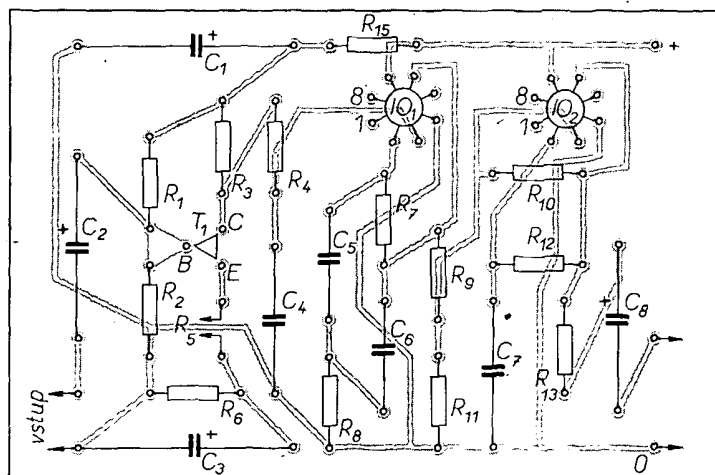 R15
+
+
C1
8
1
IO1
8
1
IO2
R1
R3
R4
R7
R10
C2
+
T1
C
B
E
C5
R9
R12
R2
R5
C4
C6
C7
+
C8
R13
vstup
R6
R8
R11
+
C3
0